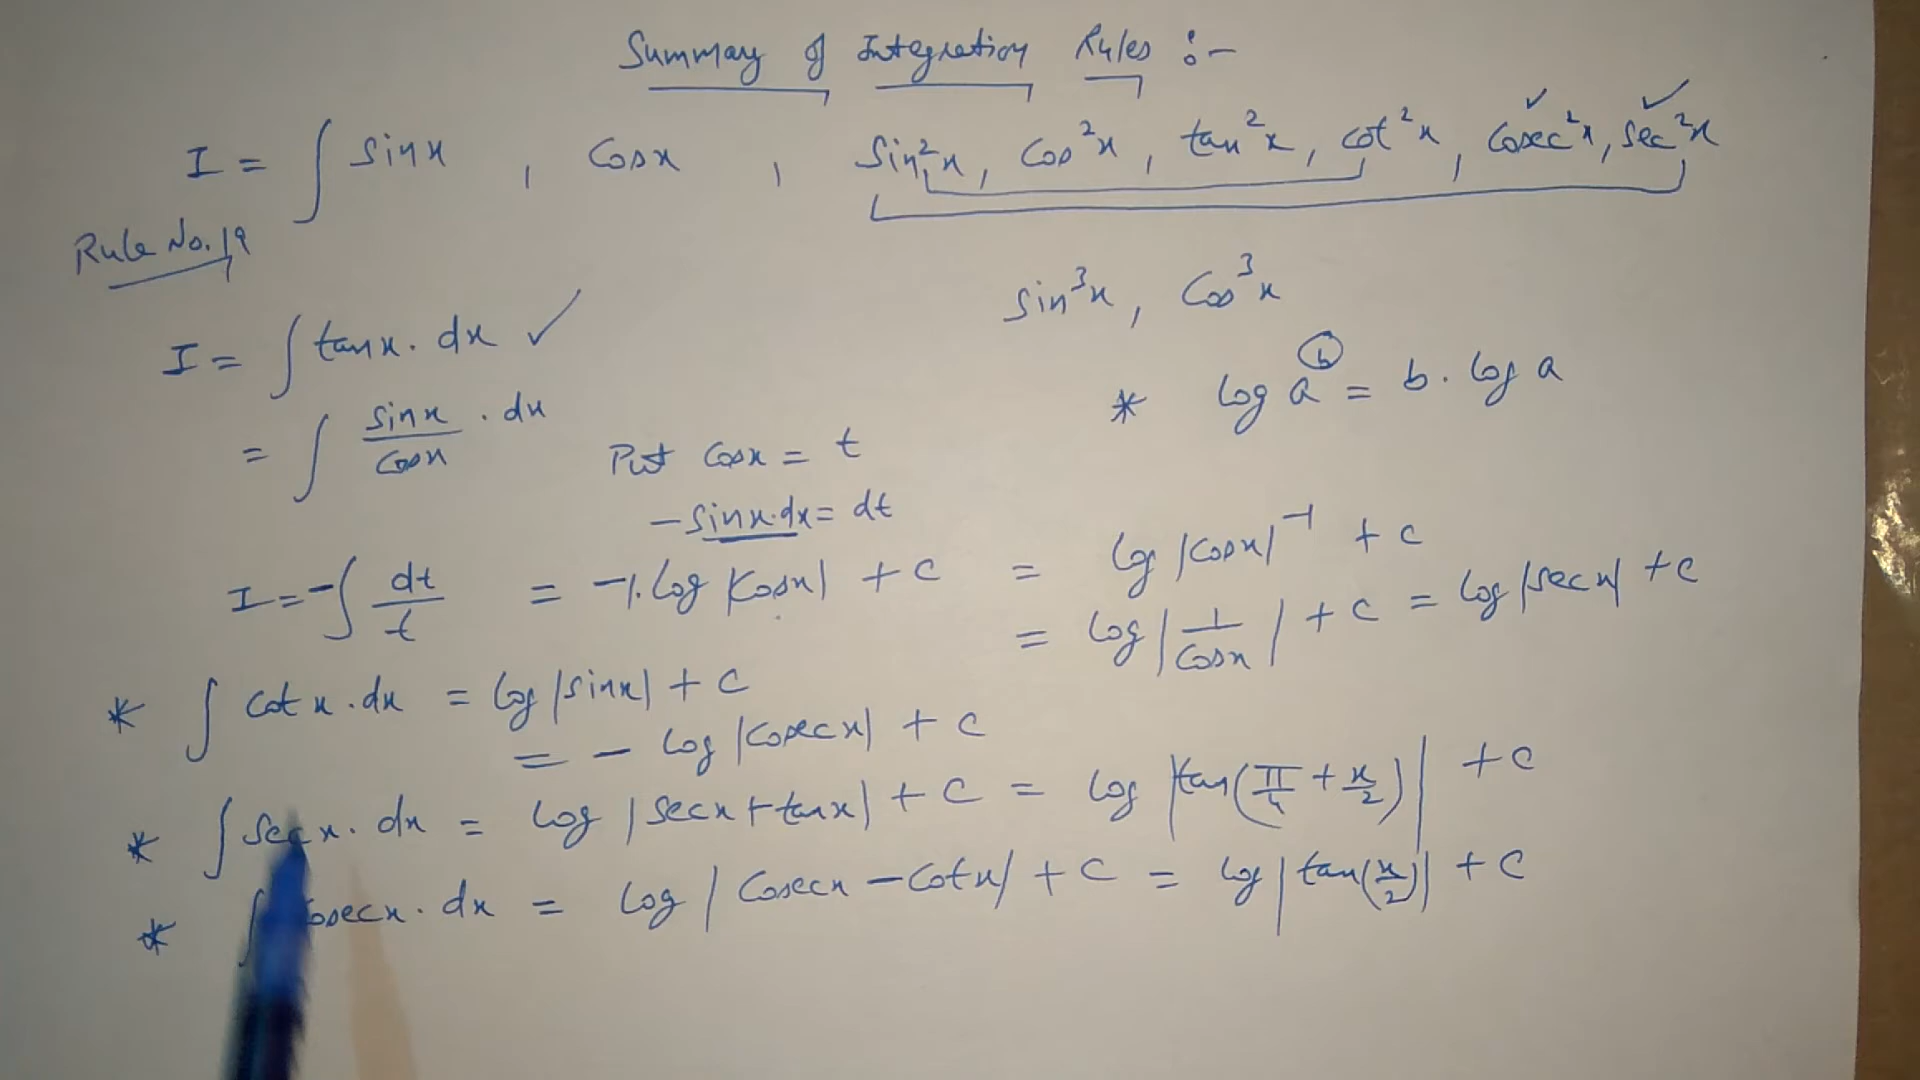 Summary of Integration Rules :-
I = ∫ sinx , cosx , sin²x, cos²x, tan²x, cot²x, cosec²x, sec²x
Rule No. 19
sin³x, cos³x
I = ∫ tanx. dx ✓
* log a^b = b. log a
= ∫ sinx/cosx . dx
Put cosx = t
-sinx.dx = dt
I = -∫ dt/t = -1. log |cosx| + c = log |cosx|⁻¹ + c
= log |1/cosx| + c = log |secx| + c
* ∫ cotx.dx = log |sinx| + c
= - log |cosecx| + c
* ∫ secx. dx = log |secx + tanx| + c = log |tan(π/4 + x/2)| + c
* ∫ cosecx. dx = log | cosecx - cotx| + c = log |tan(x/2)| + c